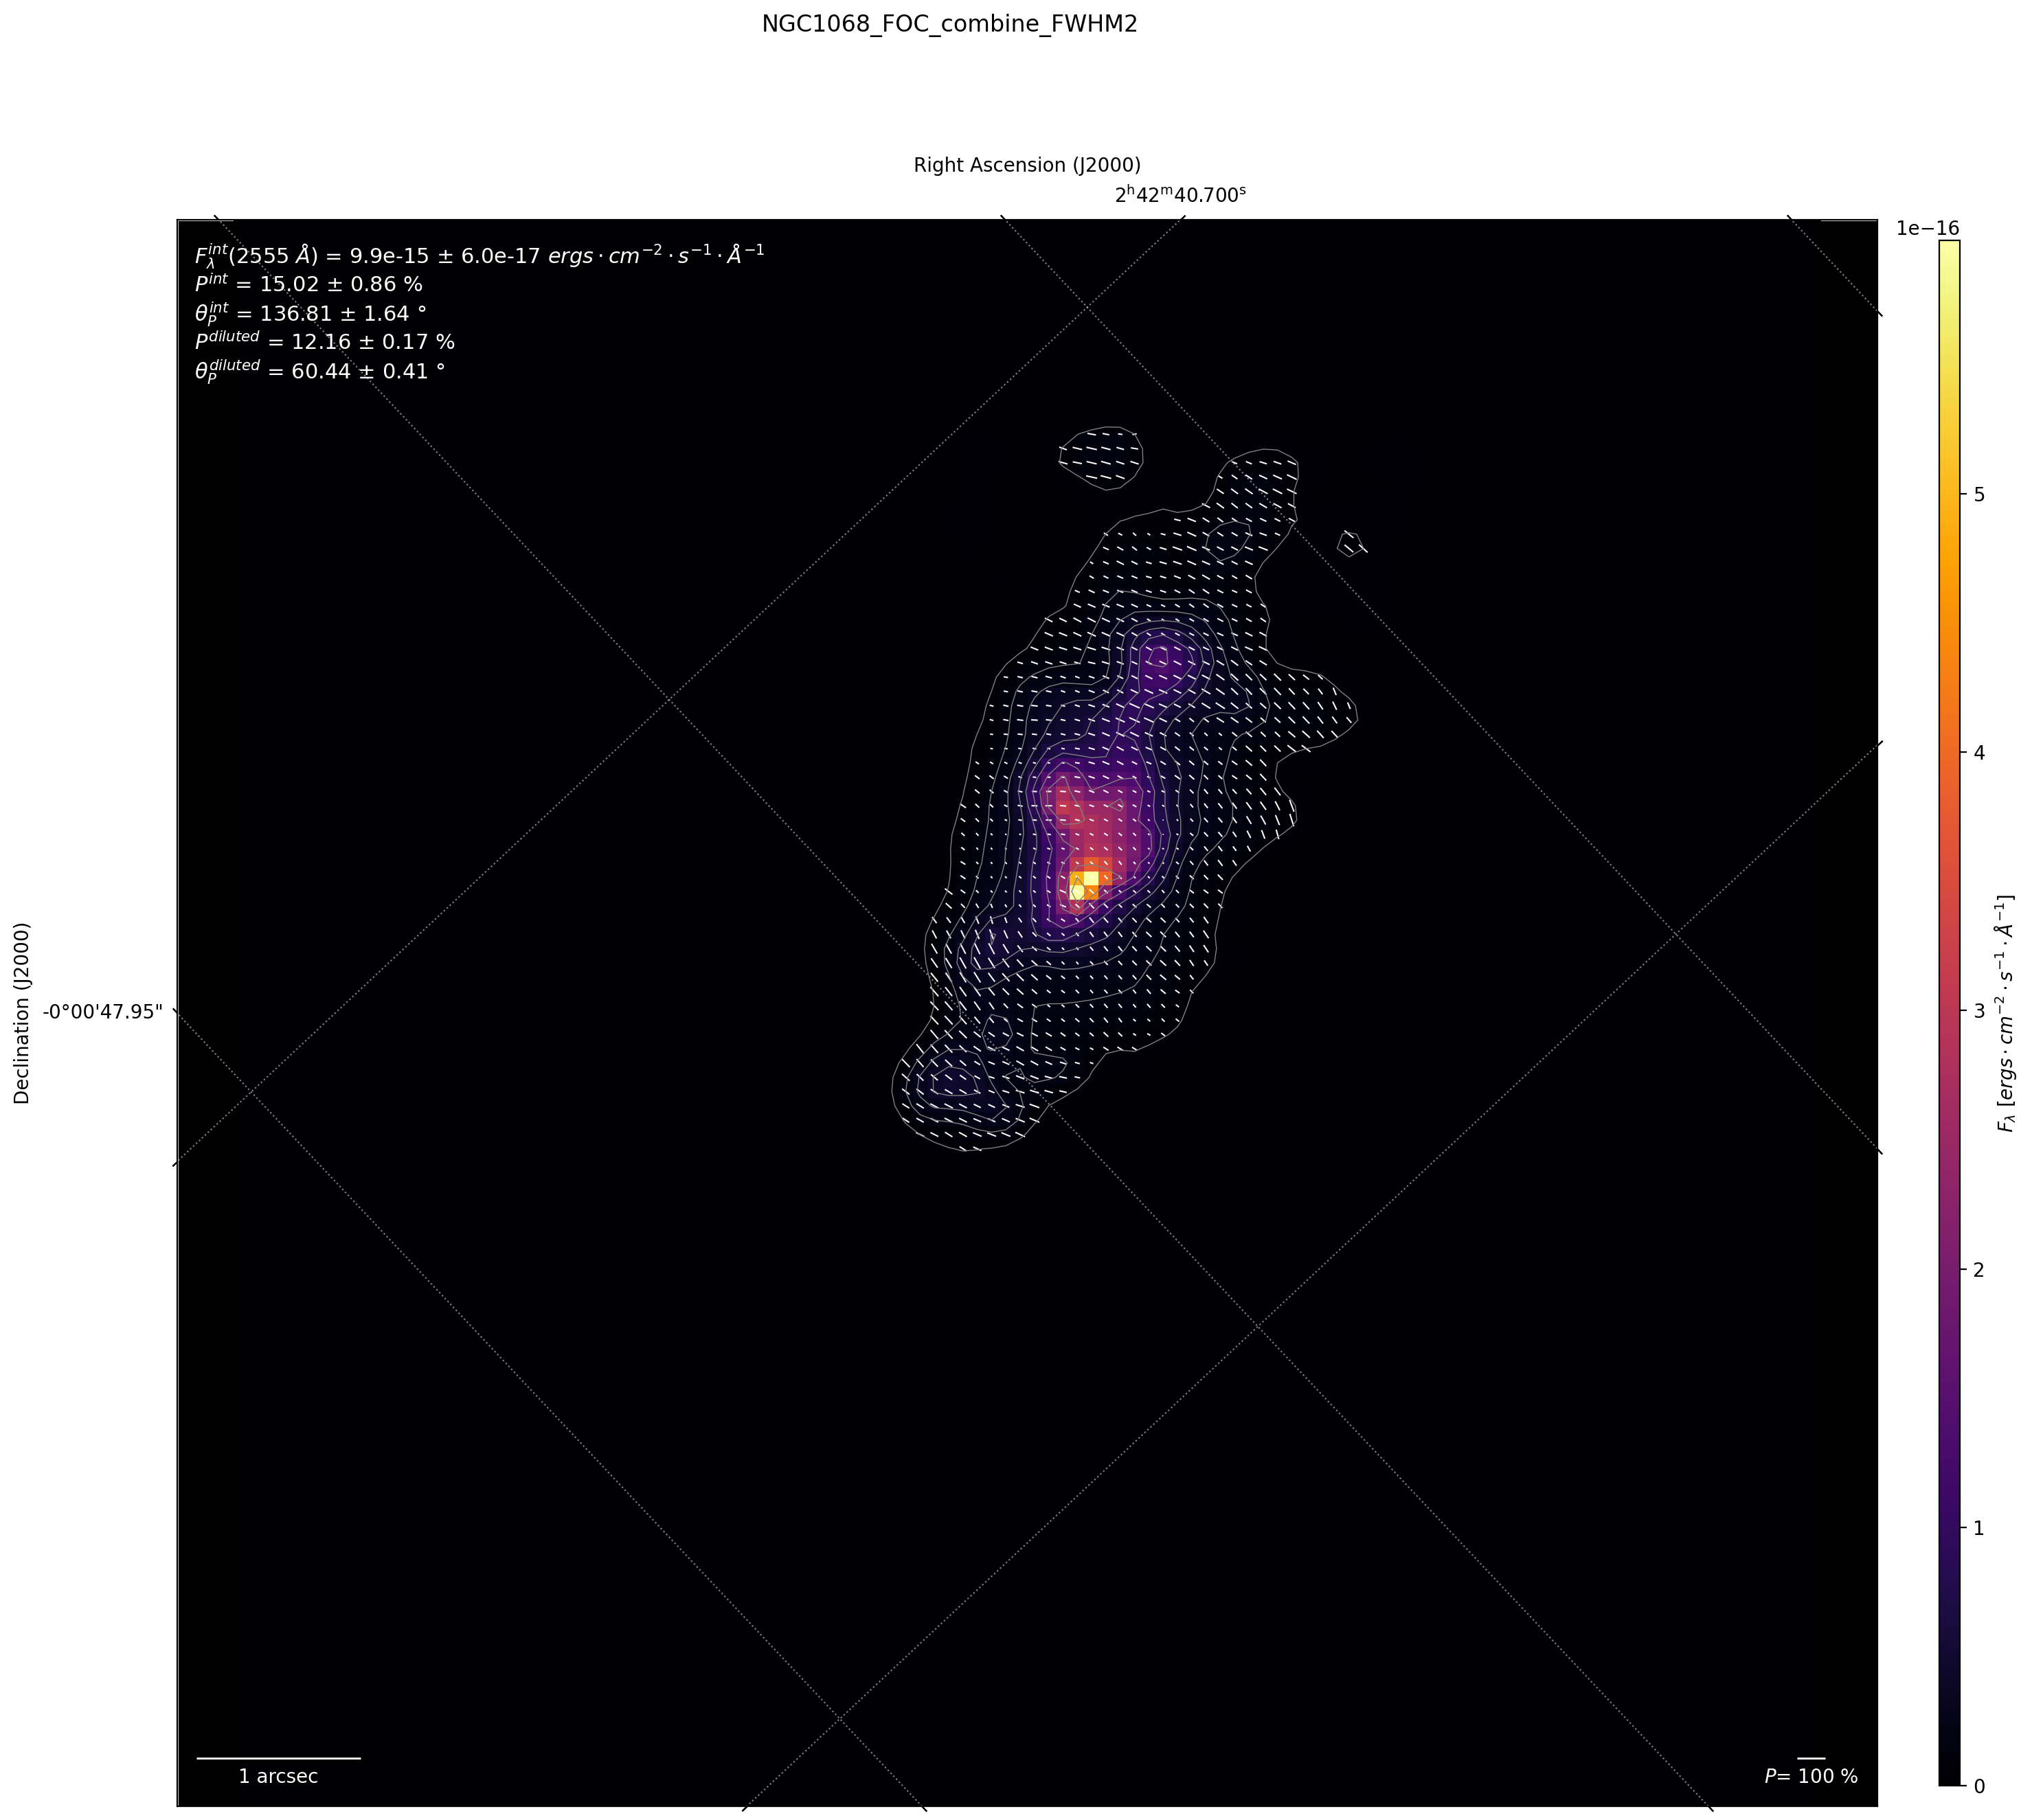 NGC1068_FOC_combine_FWHM2
Right Ascension (J2000)
2ʰ42ᵐ40.700ˢ
1e−16
F_λ^int(2555 Å) = 9.9e-15 ± 6.0e-17 ergs·cm⁻²·s⁻¹·Å⁻¹
P^int = 15.02 ± 0.86 %
θ_P^int = 136.81 ± 1.64 °
P^diluted = 12.16 ± 0.17 %
θ_P^diluted = 60.44 ± 0.41 °
5
4
3
2
1
0
F_λ [ergs·cm⁻²·s⁻¹·Å⁻¹]
Declination (J2000)
-0°00'47.95"
1 arcsec
P= 100 %